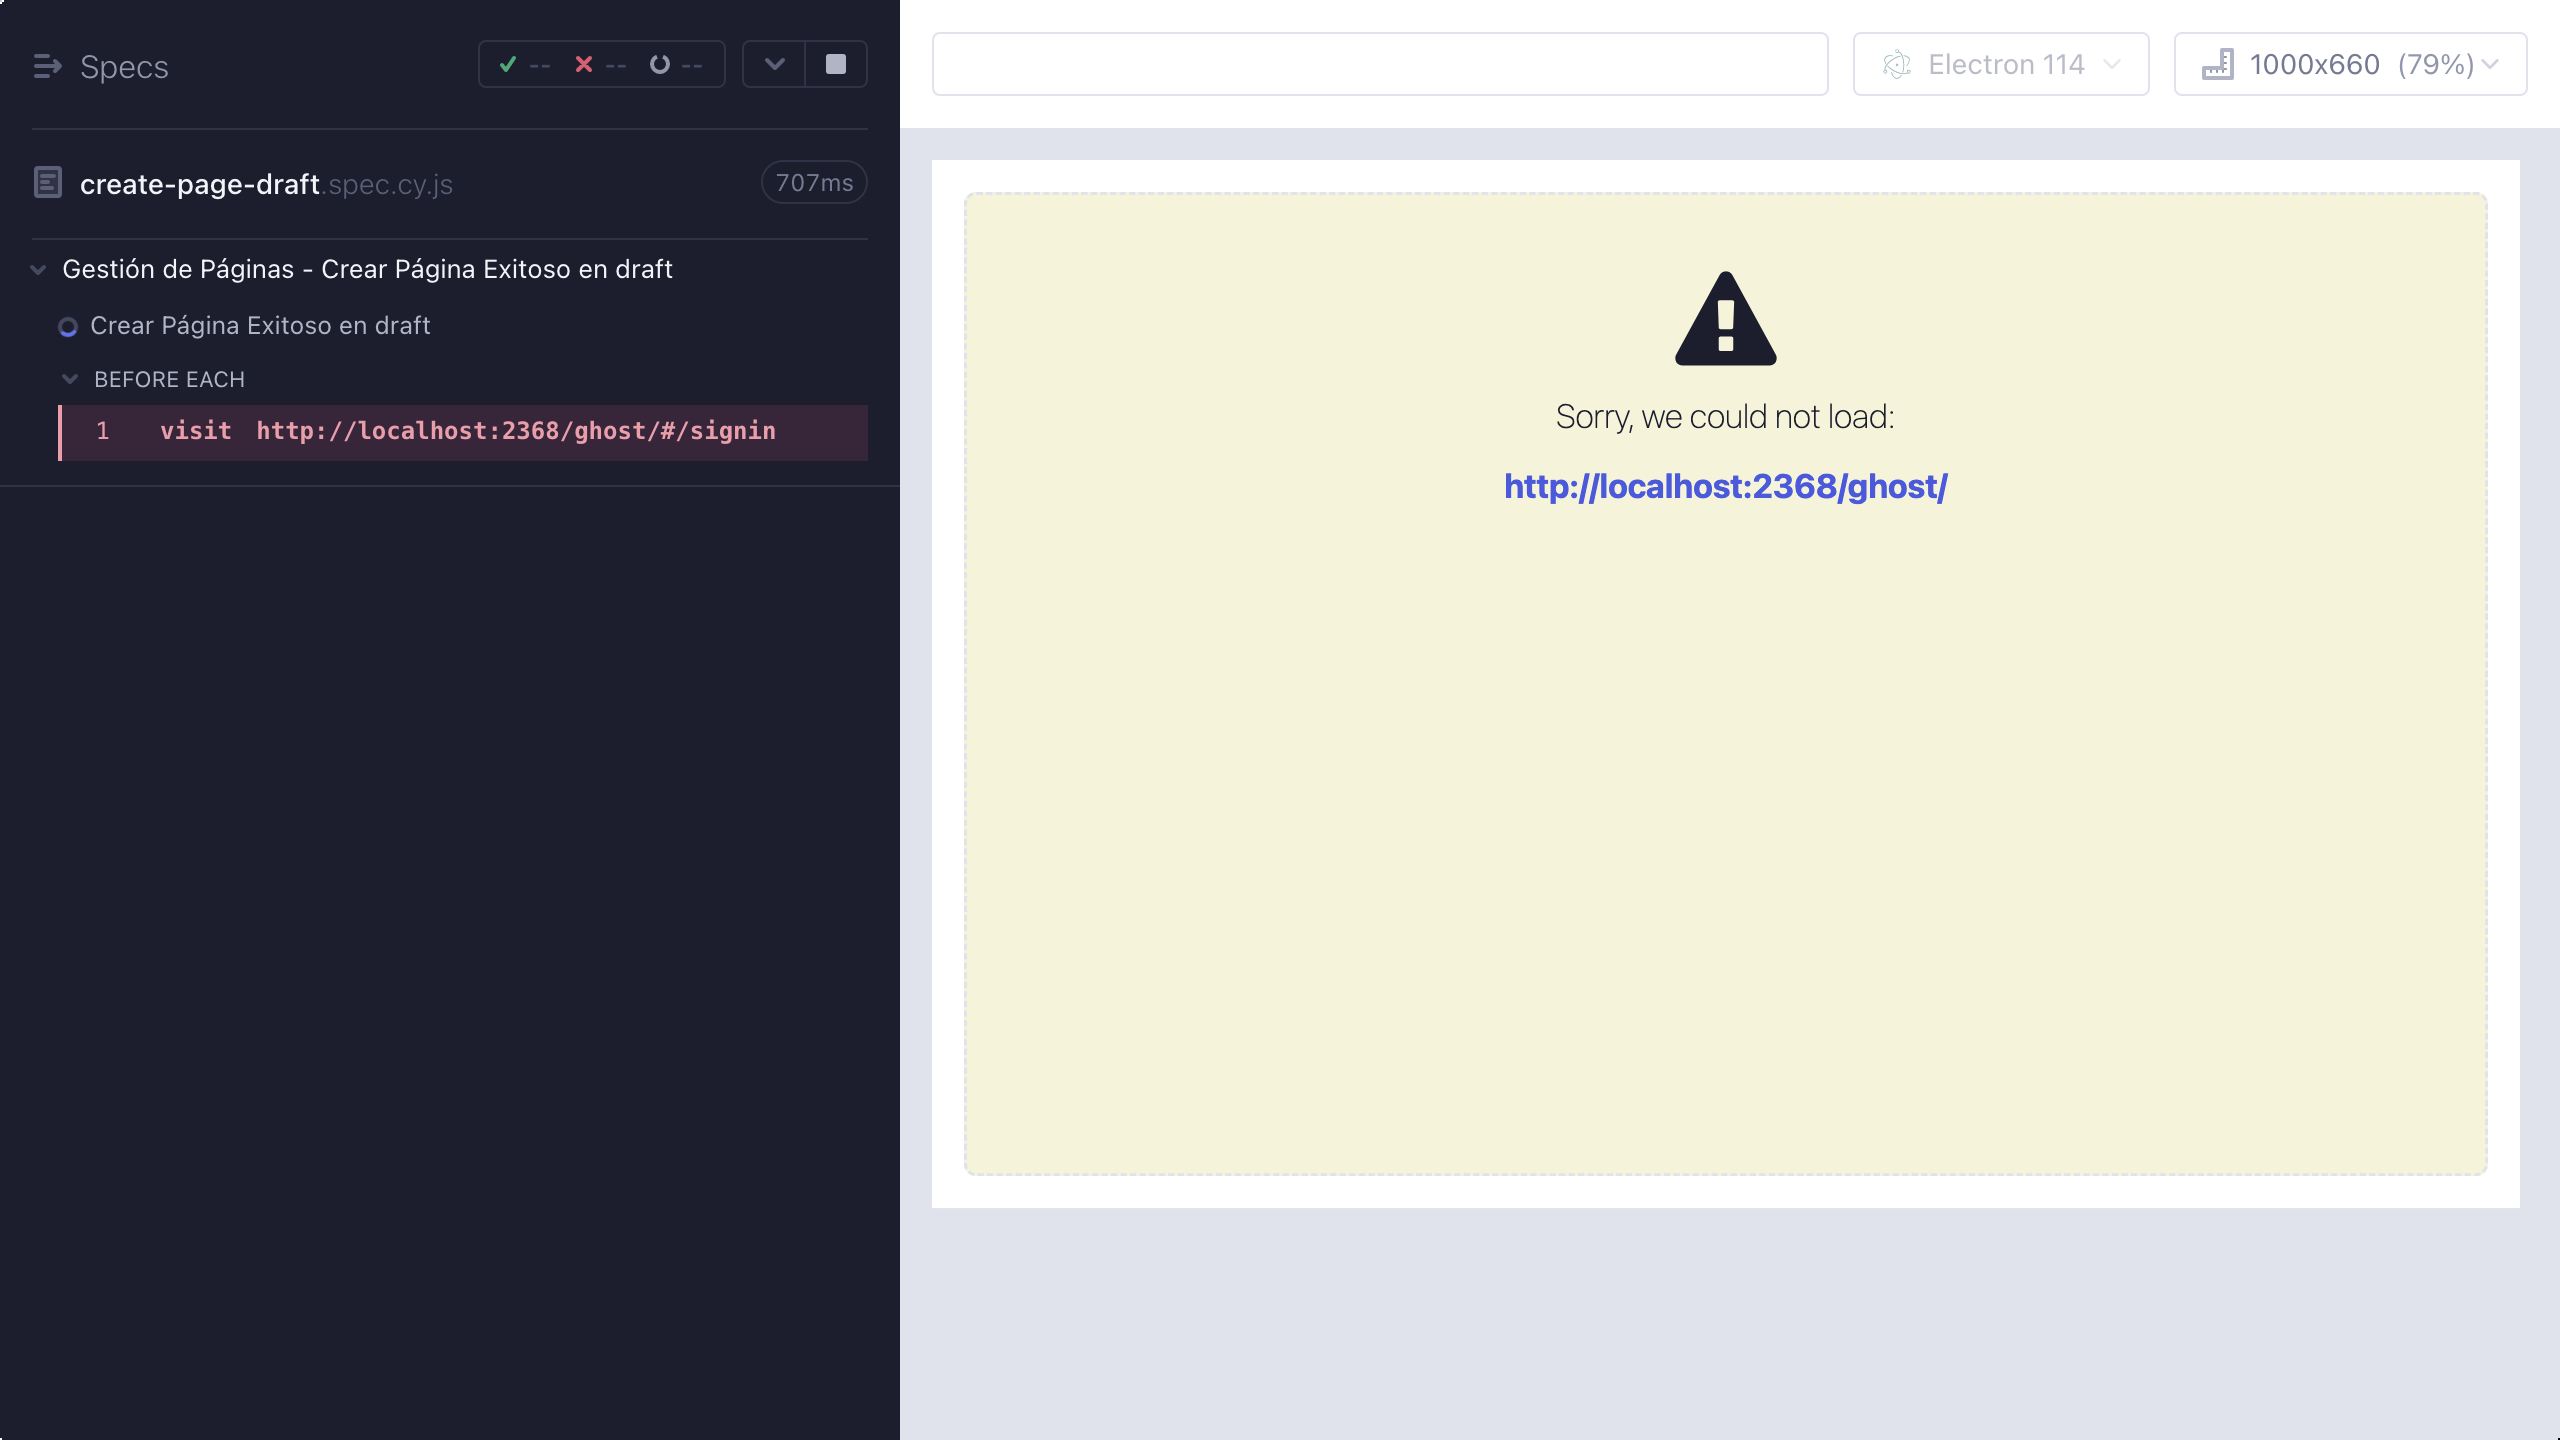 Specs
-- -- --
create-page-draft.spec.cy.js
707ms
Gestión de Páginas - Crear Página Exitoso en draft
Crear Página Exitoso en draft
BEFORE EACH
1 visit http://localhost:2368/ghost/#/signin
Electron 114
1000x660 (79%)
Sorry, we could not load:
http://localhost:2368/ghost/